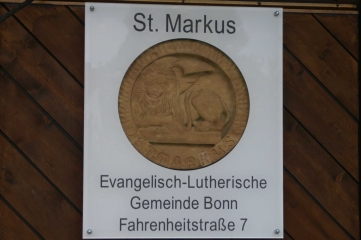 St. Markus
Evangelisch-Lutherische
Gemeinde Bonn
Fahrenheitstraße 7